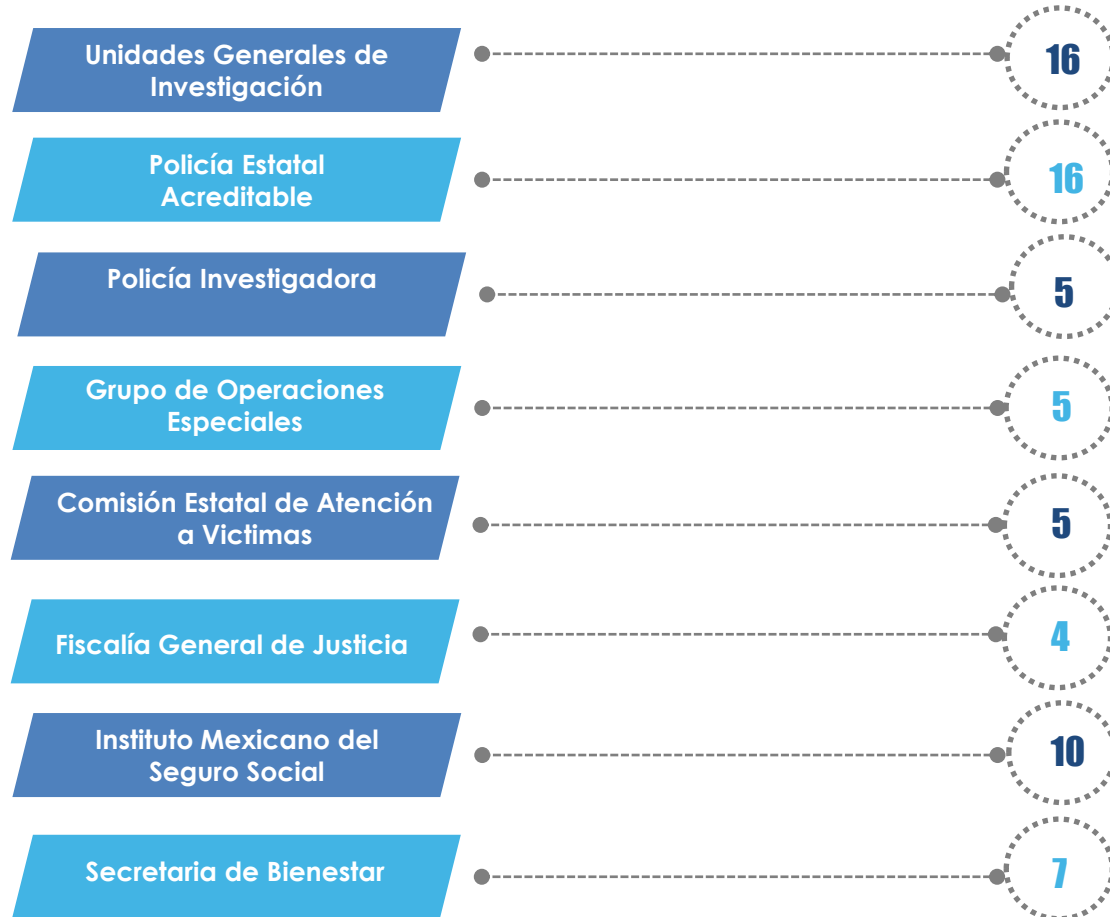 Unidades Generales de
Investigación
16
Policía Estatal
Acreditable
16
Policía Investigadora
5
Grupo de Operaciones
Especiales
5
Comisión Estatal de Atención
a Victimas
5
Fiscalía General de Justicia
4
Instituto Mexicano del
Seguro Social
10
Secretaria de Bienestar
7